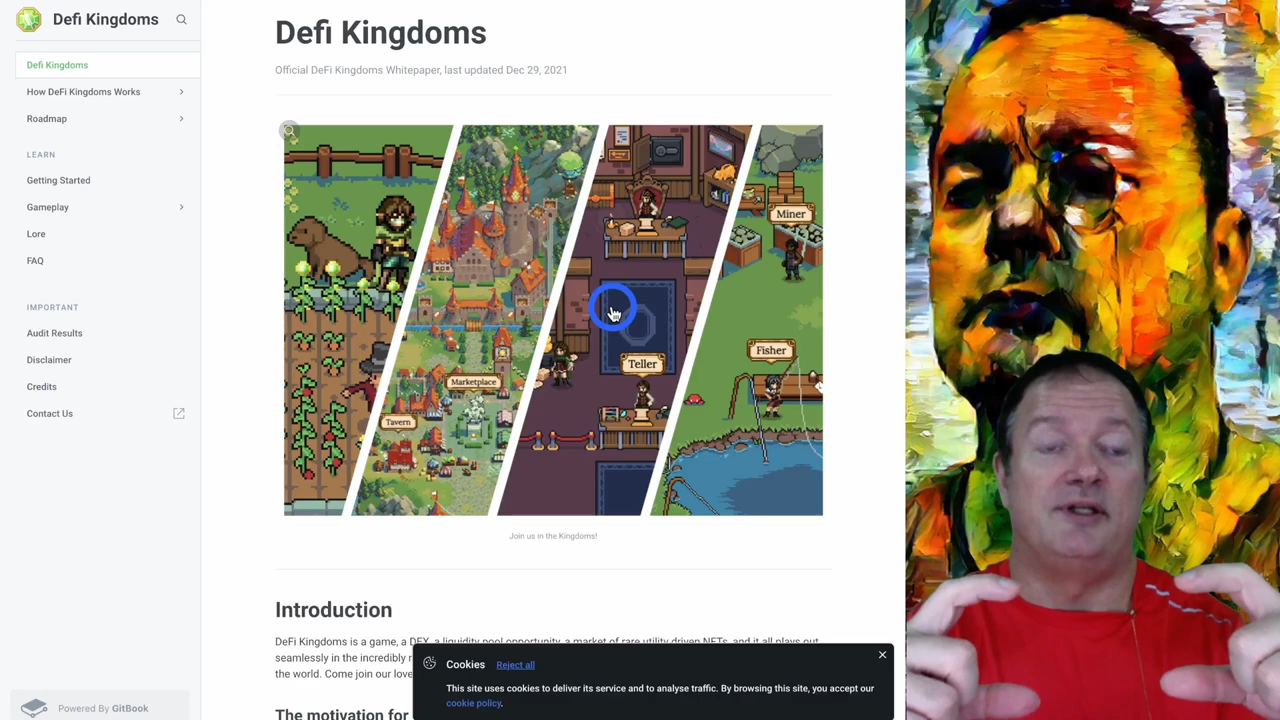 Defi Kingdoms
Defi Kingdoms
How DeFi Kingdoms Works
Roadmap
LEARN
Getting Started
Gameplay
Lore
FAQ
IMPORTANT
Audit Results
Disclaimer
Credits
Contact Us
Powered By GitBook
Defi Kingdoms
Official DeFi Kingdoms Whitepaper, last updated Dec 29, 2021
Miner
Fisher
Teller
Marketplace
Tavern
Join us in the Kingdoms!
Introduction
DeFi Kingdoms is a game, a DEX, a liquidity pool opportunity, a market of rare utility driven NFTs, and it all plays out
seamlessly in the incredibly
the world. Come join our love
The motivation for
Cookies Reject all
This site uses cookies to deliver its service and to analyse traffic. By browsing this site, you accept our
cookie policy.